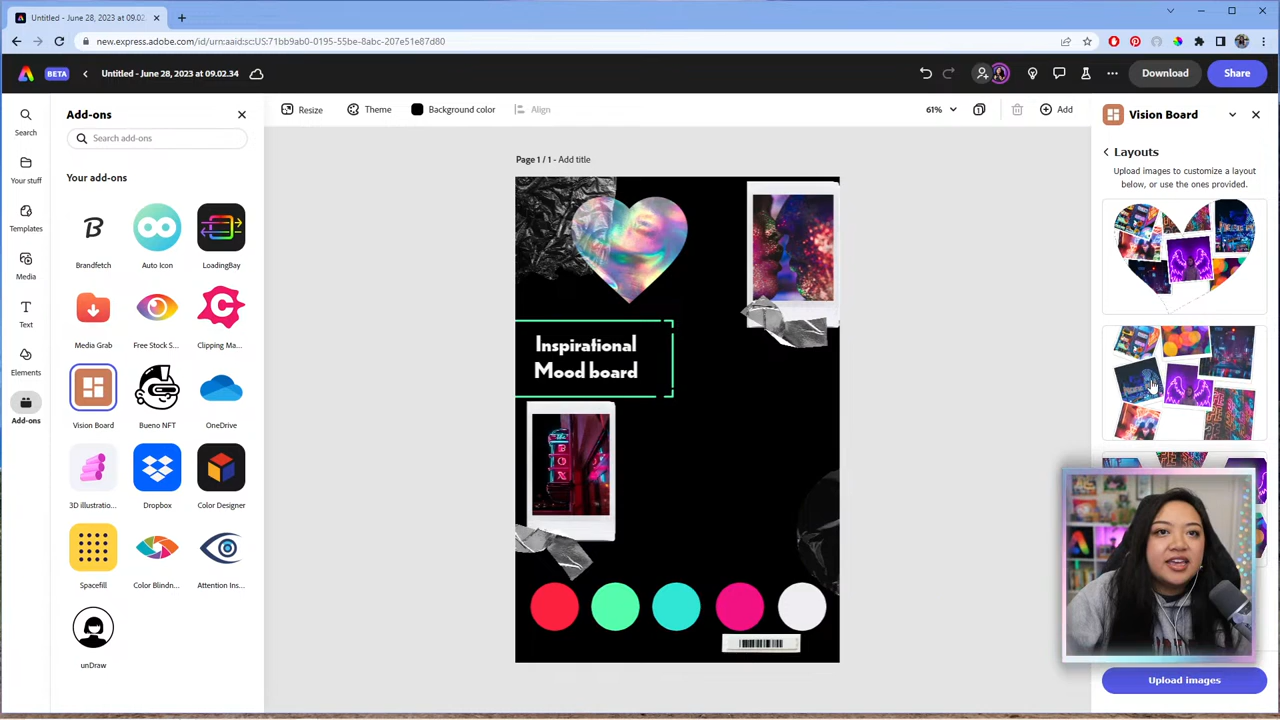 Untitled - June 28, 2023 at 09.02.
new.express.adobe.com/id/urn:aaid:sc:US:71bb9ab0-0195-55be-8abc-207e51e87d80
BETA
Untitled - June 28, 2023 at 09.02.34
Download
Share
Search
Your stuff
Templates
Media
Text
Elements
Add-ons
Add-ons
Search add-ons
Your add-ons
Brandfetch
Auto Icon
LoadingBay
Media Grab
Free Stock S...
Clipping Ma...
Vision Board
Bueno NFT
OneDrive
3D illustratio...
Dropbox
Color Designer
Spacefill
Color Blindn...
Attention Ins...
unDraw
Resize
Theme
Background color
Align
61%
1
Add
Page 1 / 1 - Add title
Inspirational
Mood board
Vision Board
Layouts
Upload images to customize a layout
below, or use the ones provided.
Upload images